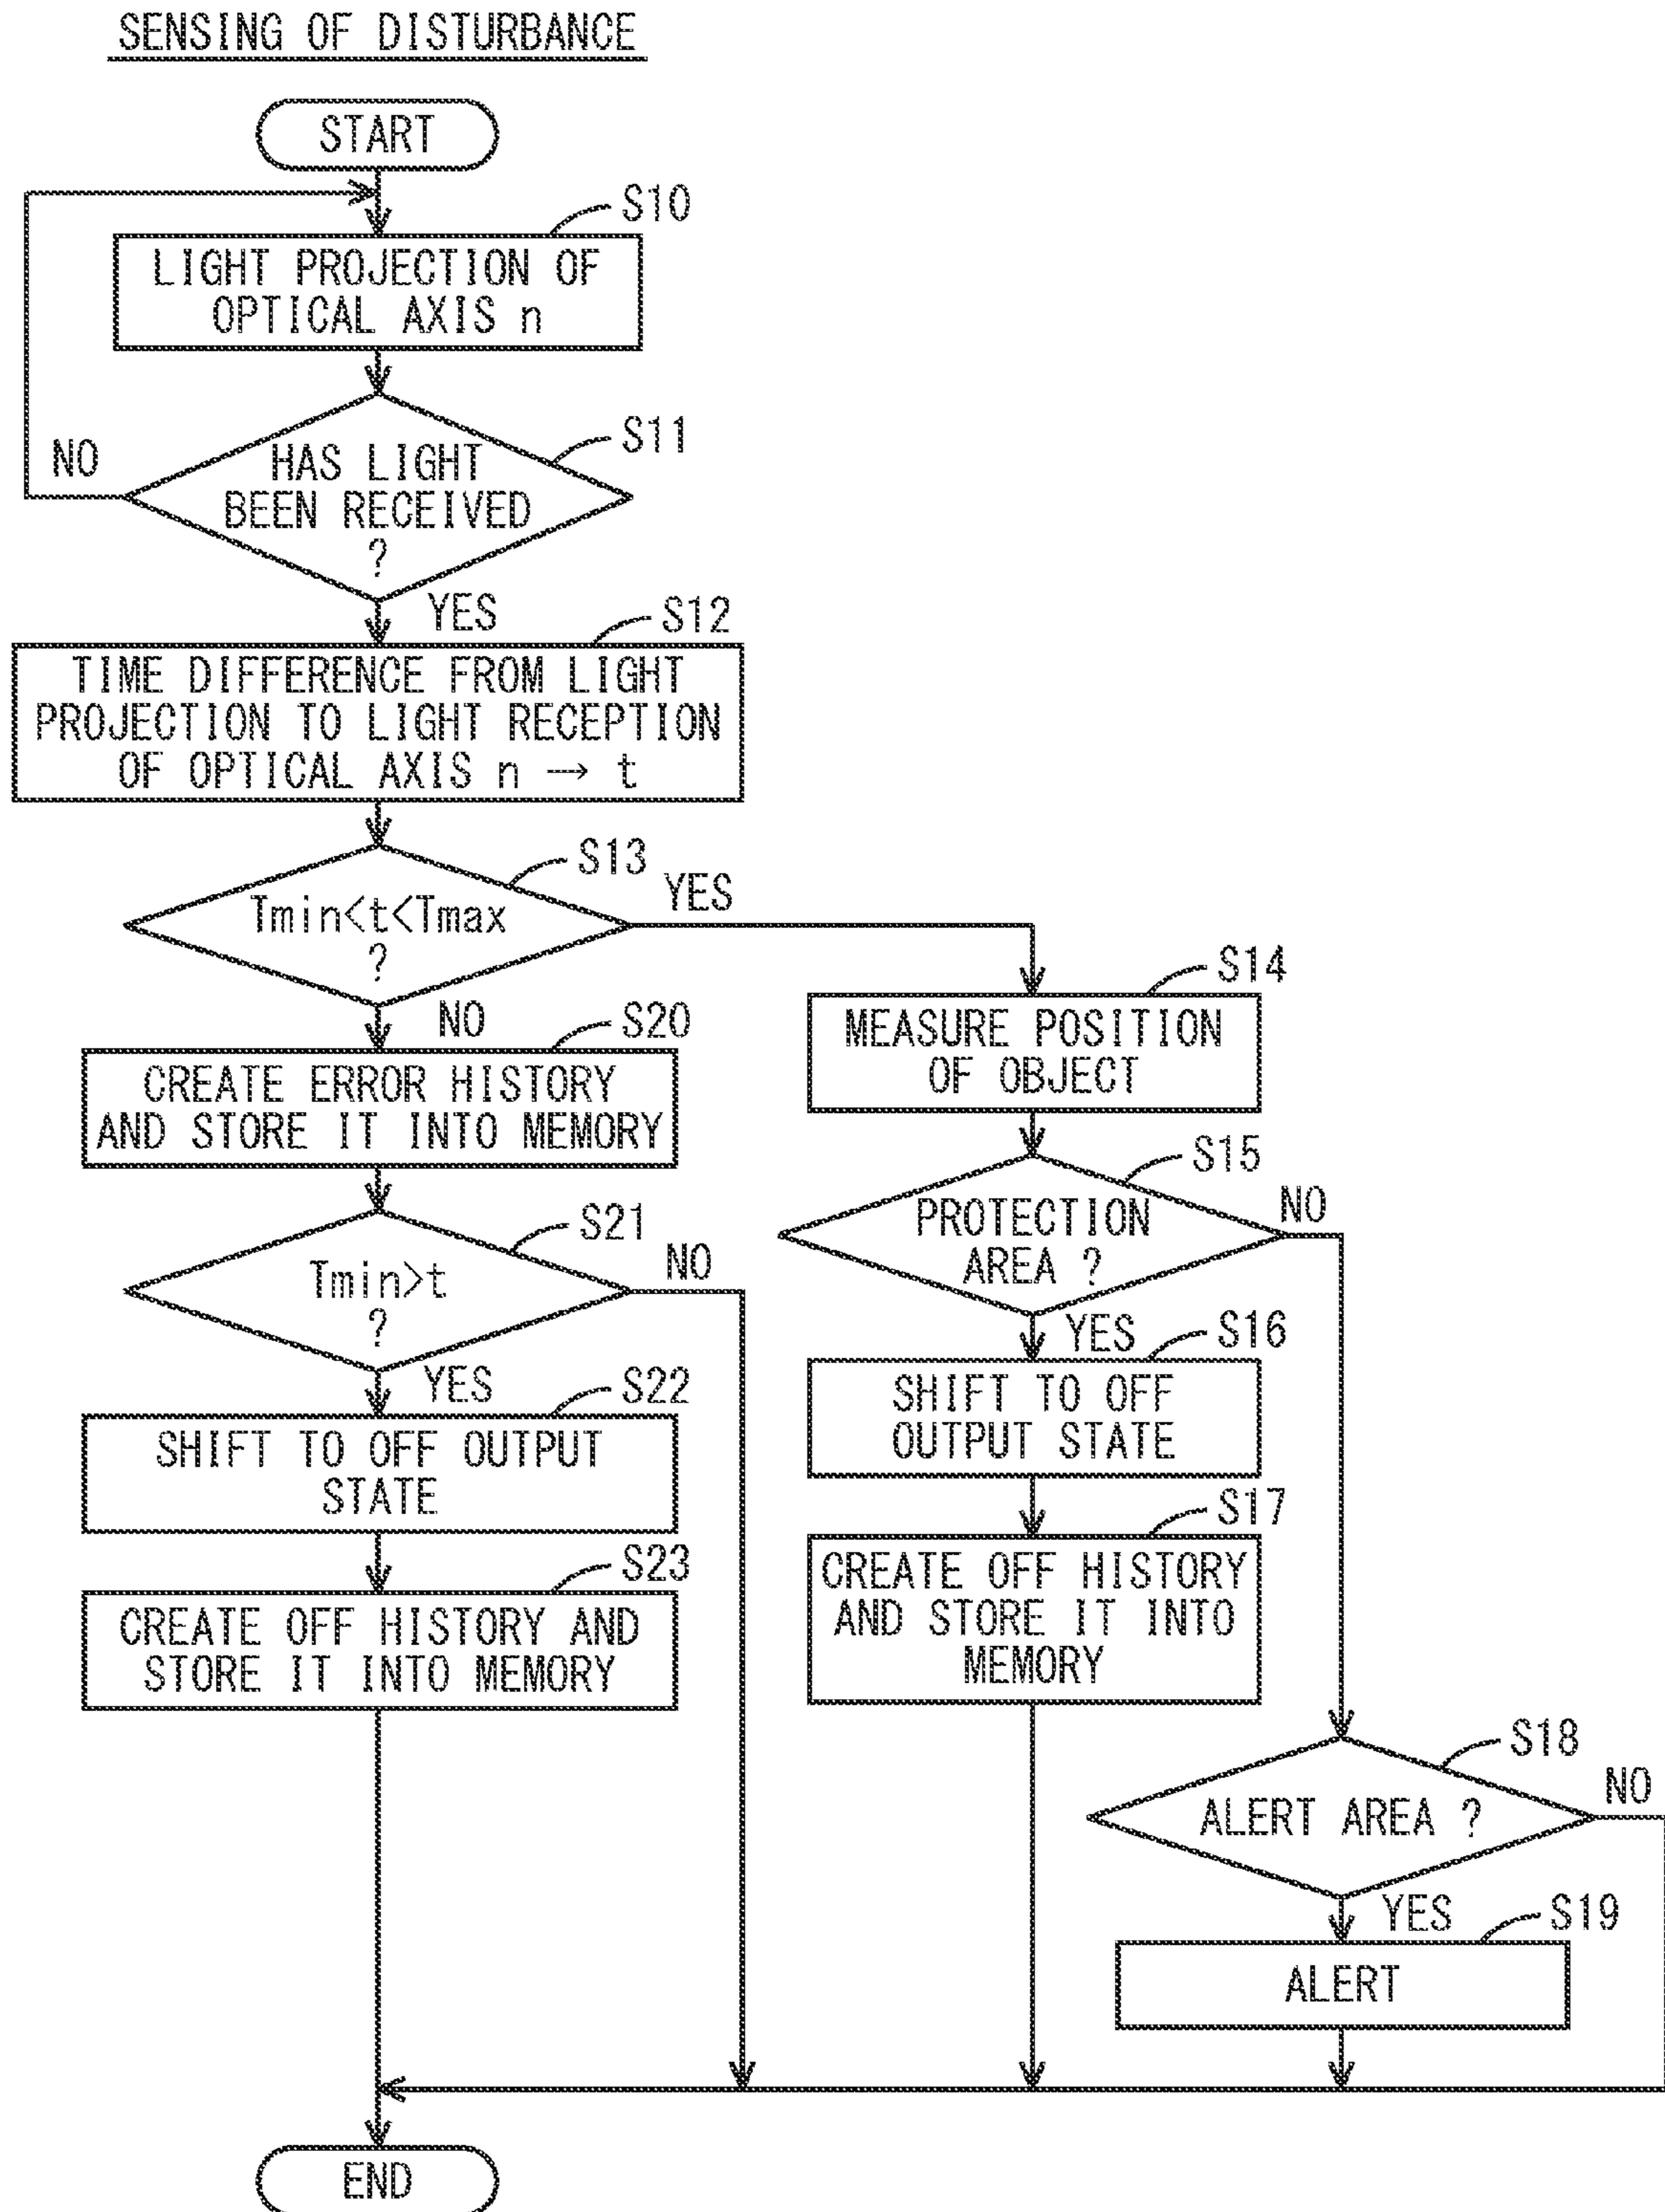 SENSING OF DISTURBANCE
START
S10
LIGHT PROJECTION OF
OPTICAL AXIS n
S11
NO
HAS LIGHT
BEEN RECEIVED
?
YES
S12
TIME DIFFERENCE FROM LIGHT
PROJECTION TO LIGHT RECEPTION
OF OPTICAL AXIS n → t
S13
YES
Tmin<t<Tmax
?
NO
S14
MEASURE POSITION
OF OBJECT
S20
CREATE ERROR HISTORY
AND STORE IT INTO MEMORY
S15
NO
PROTECTION
AREA ?
YES
S21
NO
Tmin>t
?
YES
S16
SHIFT TO OFF
OUTPUT STATE
S22
SHIFT TO OFF OUTPUT
STATE
S17
CREATE OFF HISTORY
AND STORE IT INTO
MEMORY
S23
CREATE OFF HISTORY AND
STORE IT INTO MEMORY
S18
NO
ALERT AREA ?
YES
S19
ALERT
END